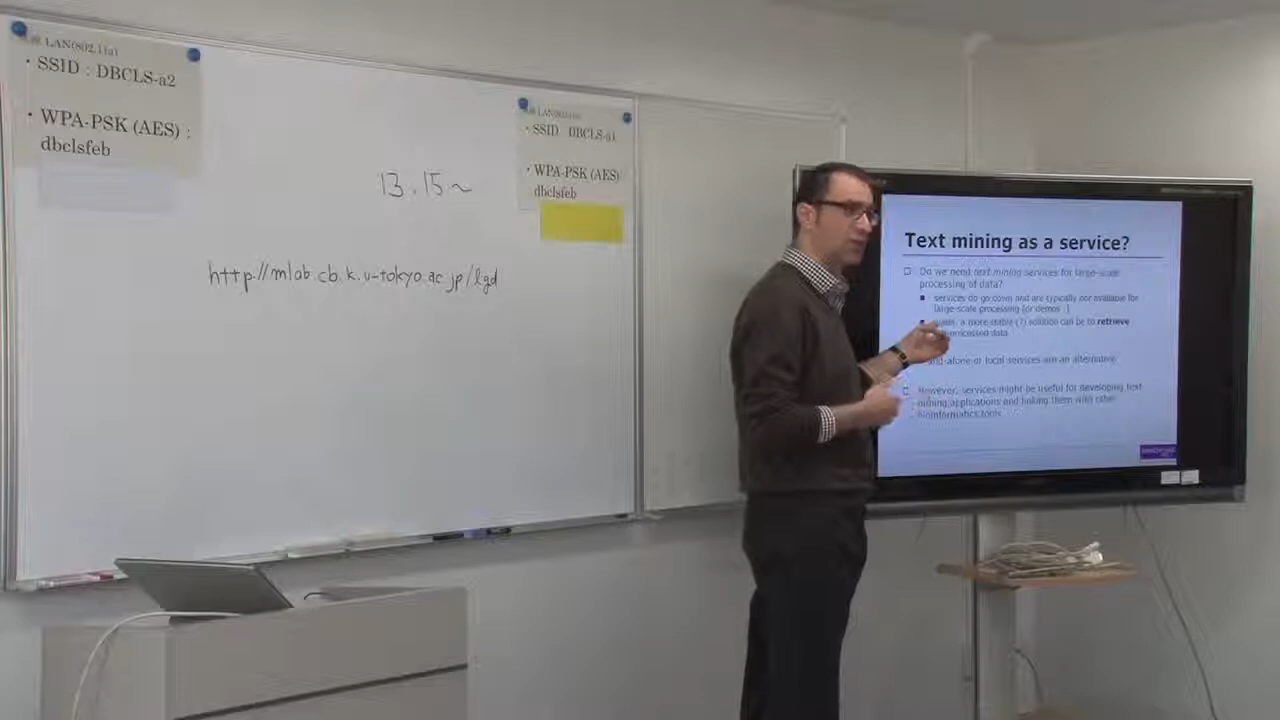 LAN(802.11a)
・SSID : DBCLS-a2
・WPA-PSK (AES) :
dbclsfeb
・SSID : DBCLS-a1
・WPA-PSK (AES)
dbclsfeb
13.15~
http://mlab.cb.k.u-tokyo.ac.jp/lgd
Text mining as a service?
Do we need text mining services for large-scale
processing of data?
services do go down and are typically not available for
large-scale processing (or demos
a more stable (?) solution can be to retrieve
data
or local services are an alternative
However, services might be useful for developing text
mining applications and linking them with other
bioinformatics tools